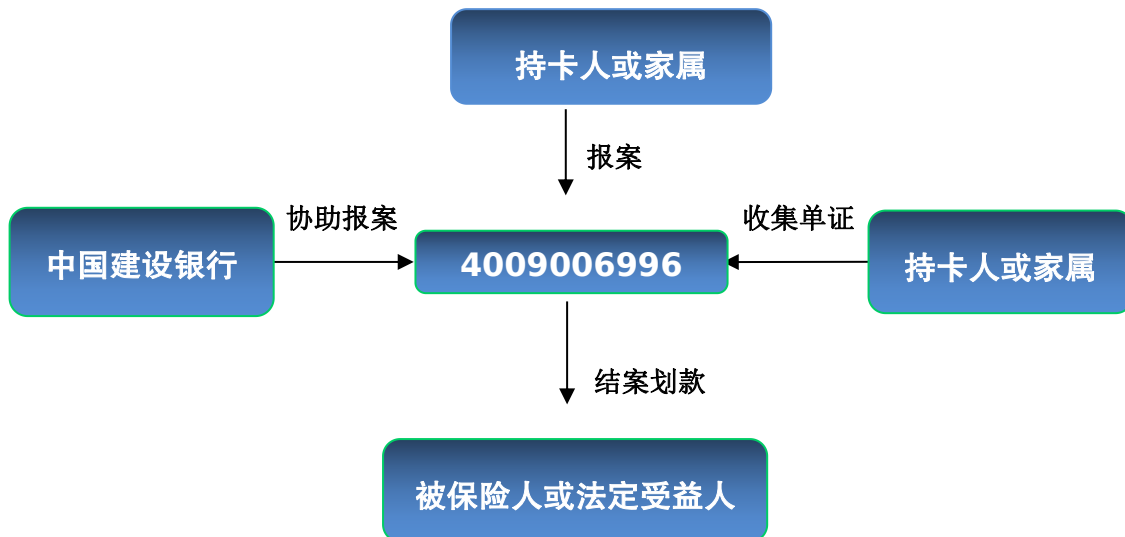 持卡人或家属
报案
协助报案
收集单证
中国建设银行
4009006996
持卡人或家属
结案划款
被保险人或法定受益人